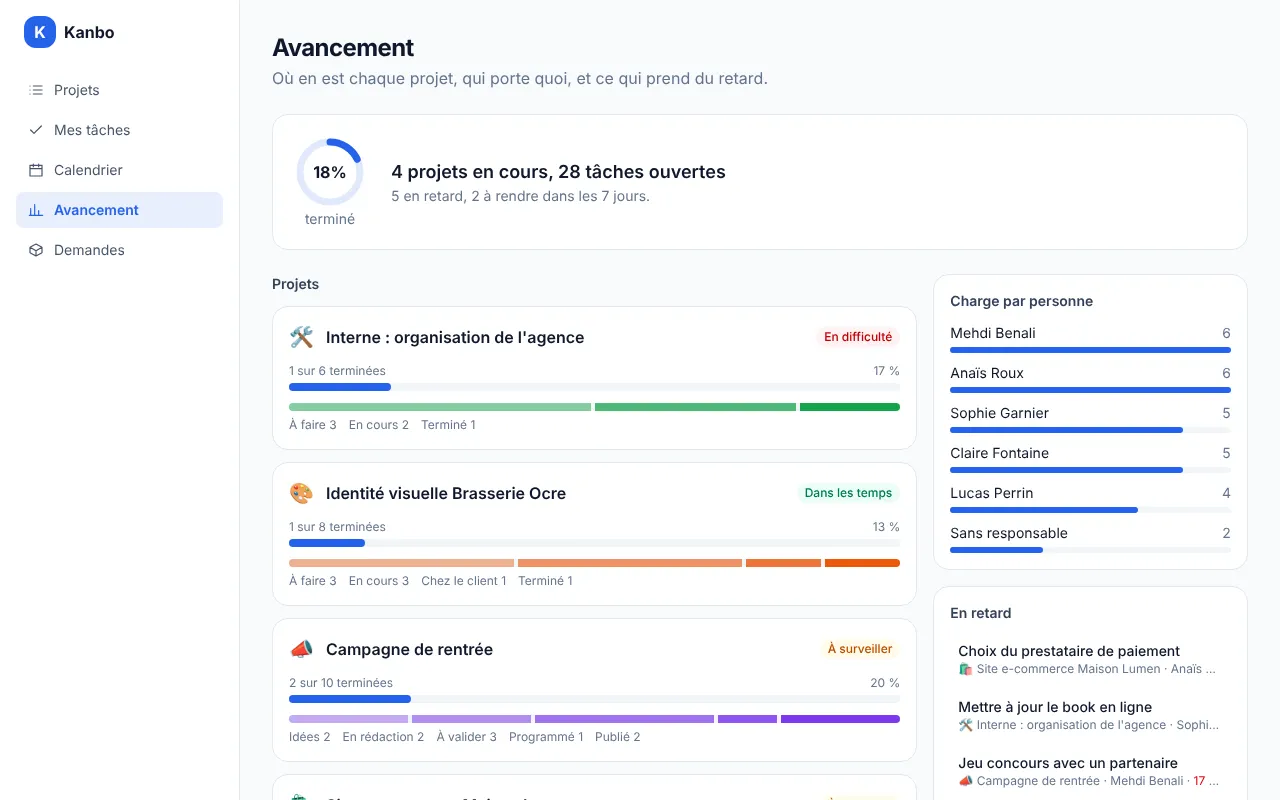 K Kanbo
Projets
Mes tâches
Calendrier
Avancement
Demandes
Avancement
Où en est chaque projet, qui porte quoi, et ce qui prend du retard.
18%
terminé
4 projets en cours, 28 tâches ouvertes
5 en retard, 2 à rendre dans les 7 jours.
Projets
Interne : organisation de l'agence
En difficulté
1 sur 6 terminées
17 %
À faire 3 En cours 2 Terminé 1
Identité visuelle Brasserie Ocre
Dans les temps
1 sur 8 terminées
13 %
À faire 3 En cours 3 Chez le client 1 Terminé 1
Campagne de rentrée
À surveiller
2 sur 10 terminées
20 %
Idées 2 En rédaction 2 À valider 3 Programmé 1 Publié 2
Charge par personne
Mehdi Benali 6
Anaïs Roux 6
Sophie Garnier 5
Claire Fontaine 5
Lucas Perrin 4
Sans responsable 2
En retard
Choix du prestataire de paiement
Site e-commerce Maison Lumen · Anaïs ...
Mettre à jour le book en ligne
Interne : organisation de l'agence · Sophi...
Jeu concours avec un partenaire
Campagne de rentrée · Mehdi Benali · 17 ...